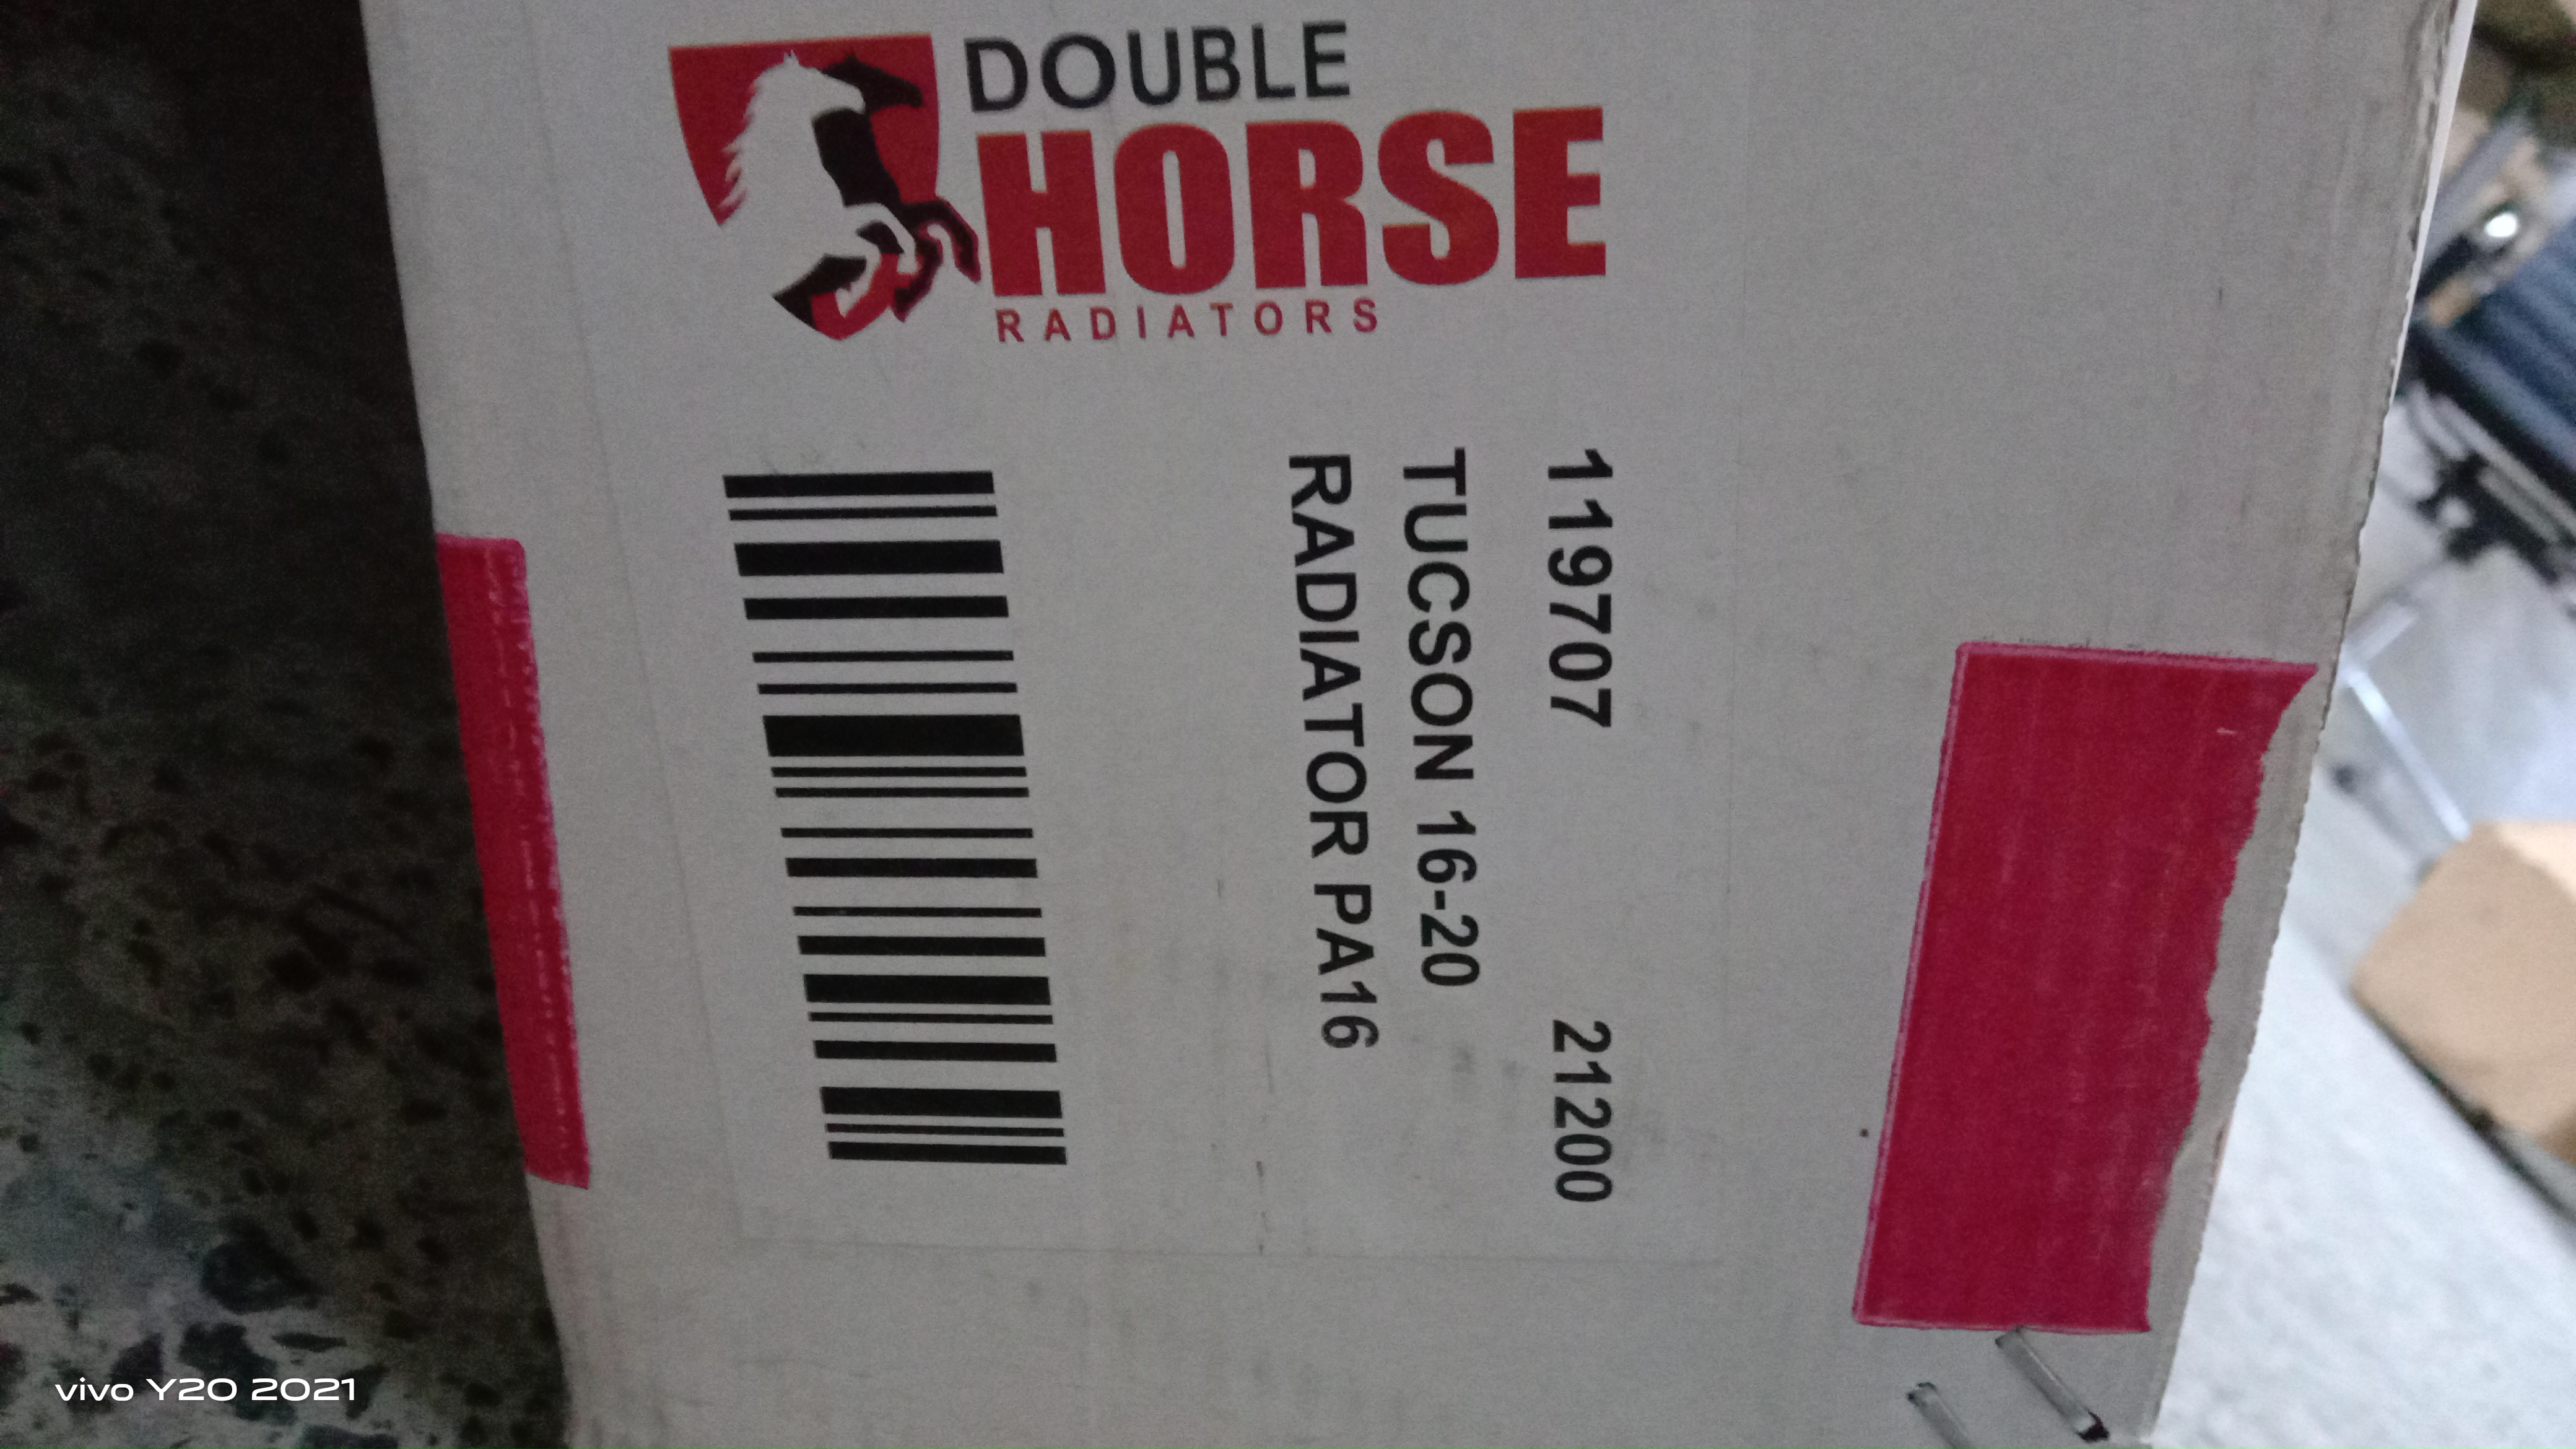 DOUBLE
HORSE
RADIATORS
119707 21200
TUCSON 16-20
RADIATOR PA16
vivo Y20 2021